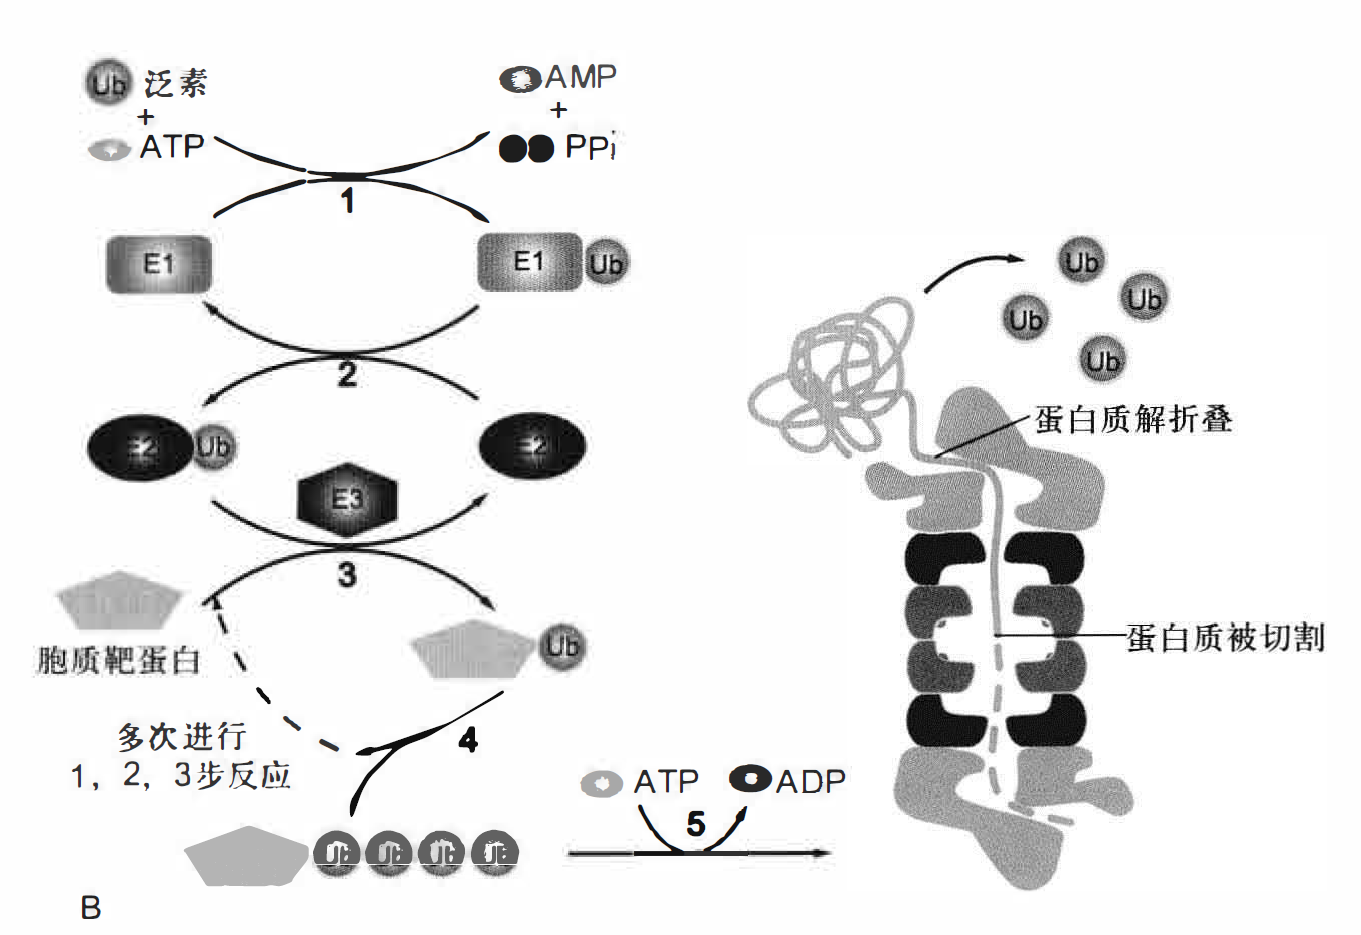 Ub 泛素
+
ATP
AMP
+
PPi
1
E1
E1 Ub
2
E2 Ub
E2
E3
3
胞质靶蛋白
Ub
多次进行
1，2，3步反应
4
Ub Ub Ub Ub
ATP
ADP
5
Ub
Ub
Ub
Ub
蛋白质解折叠
蛋白质被切割
B